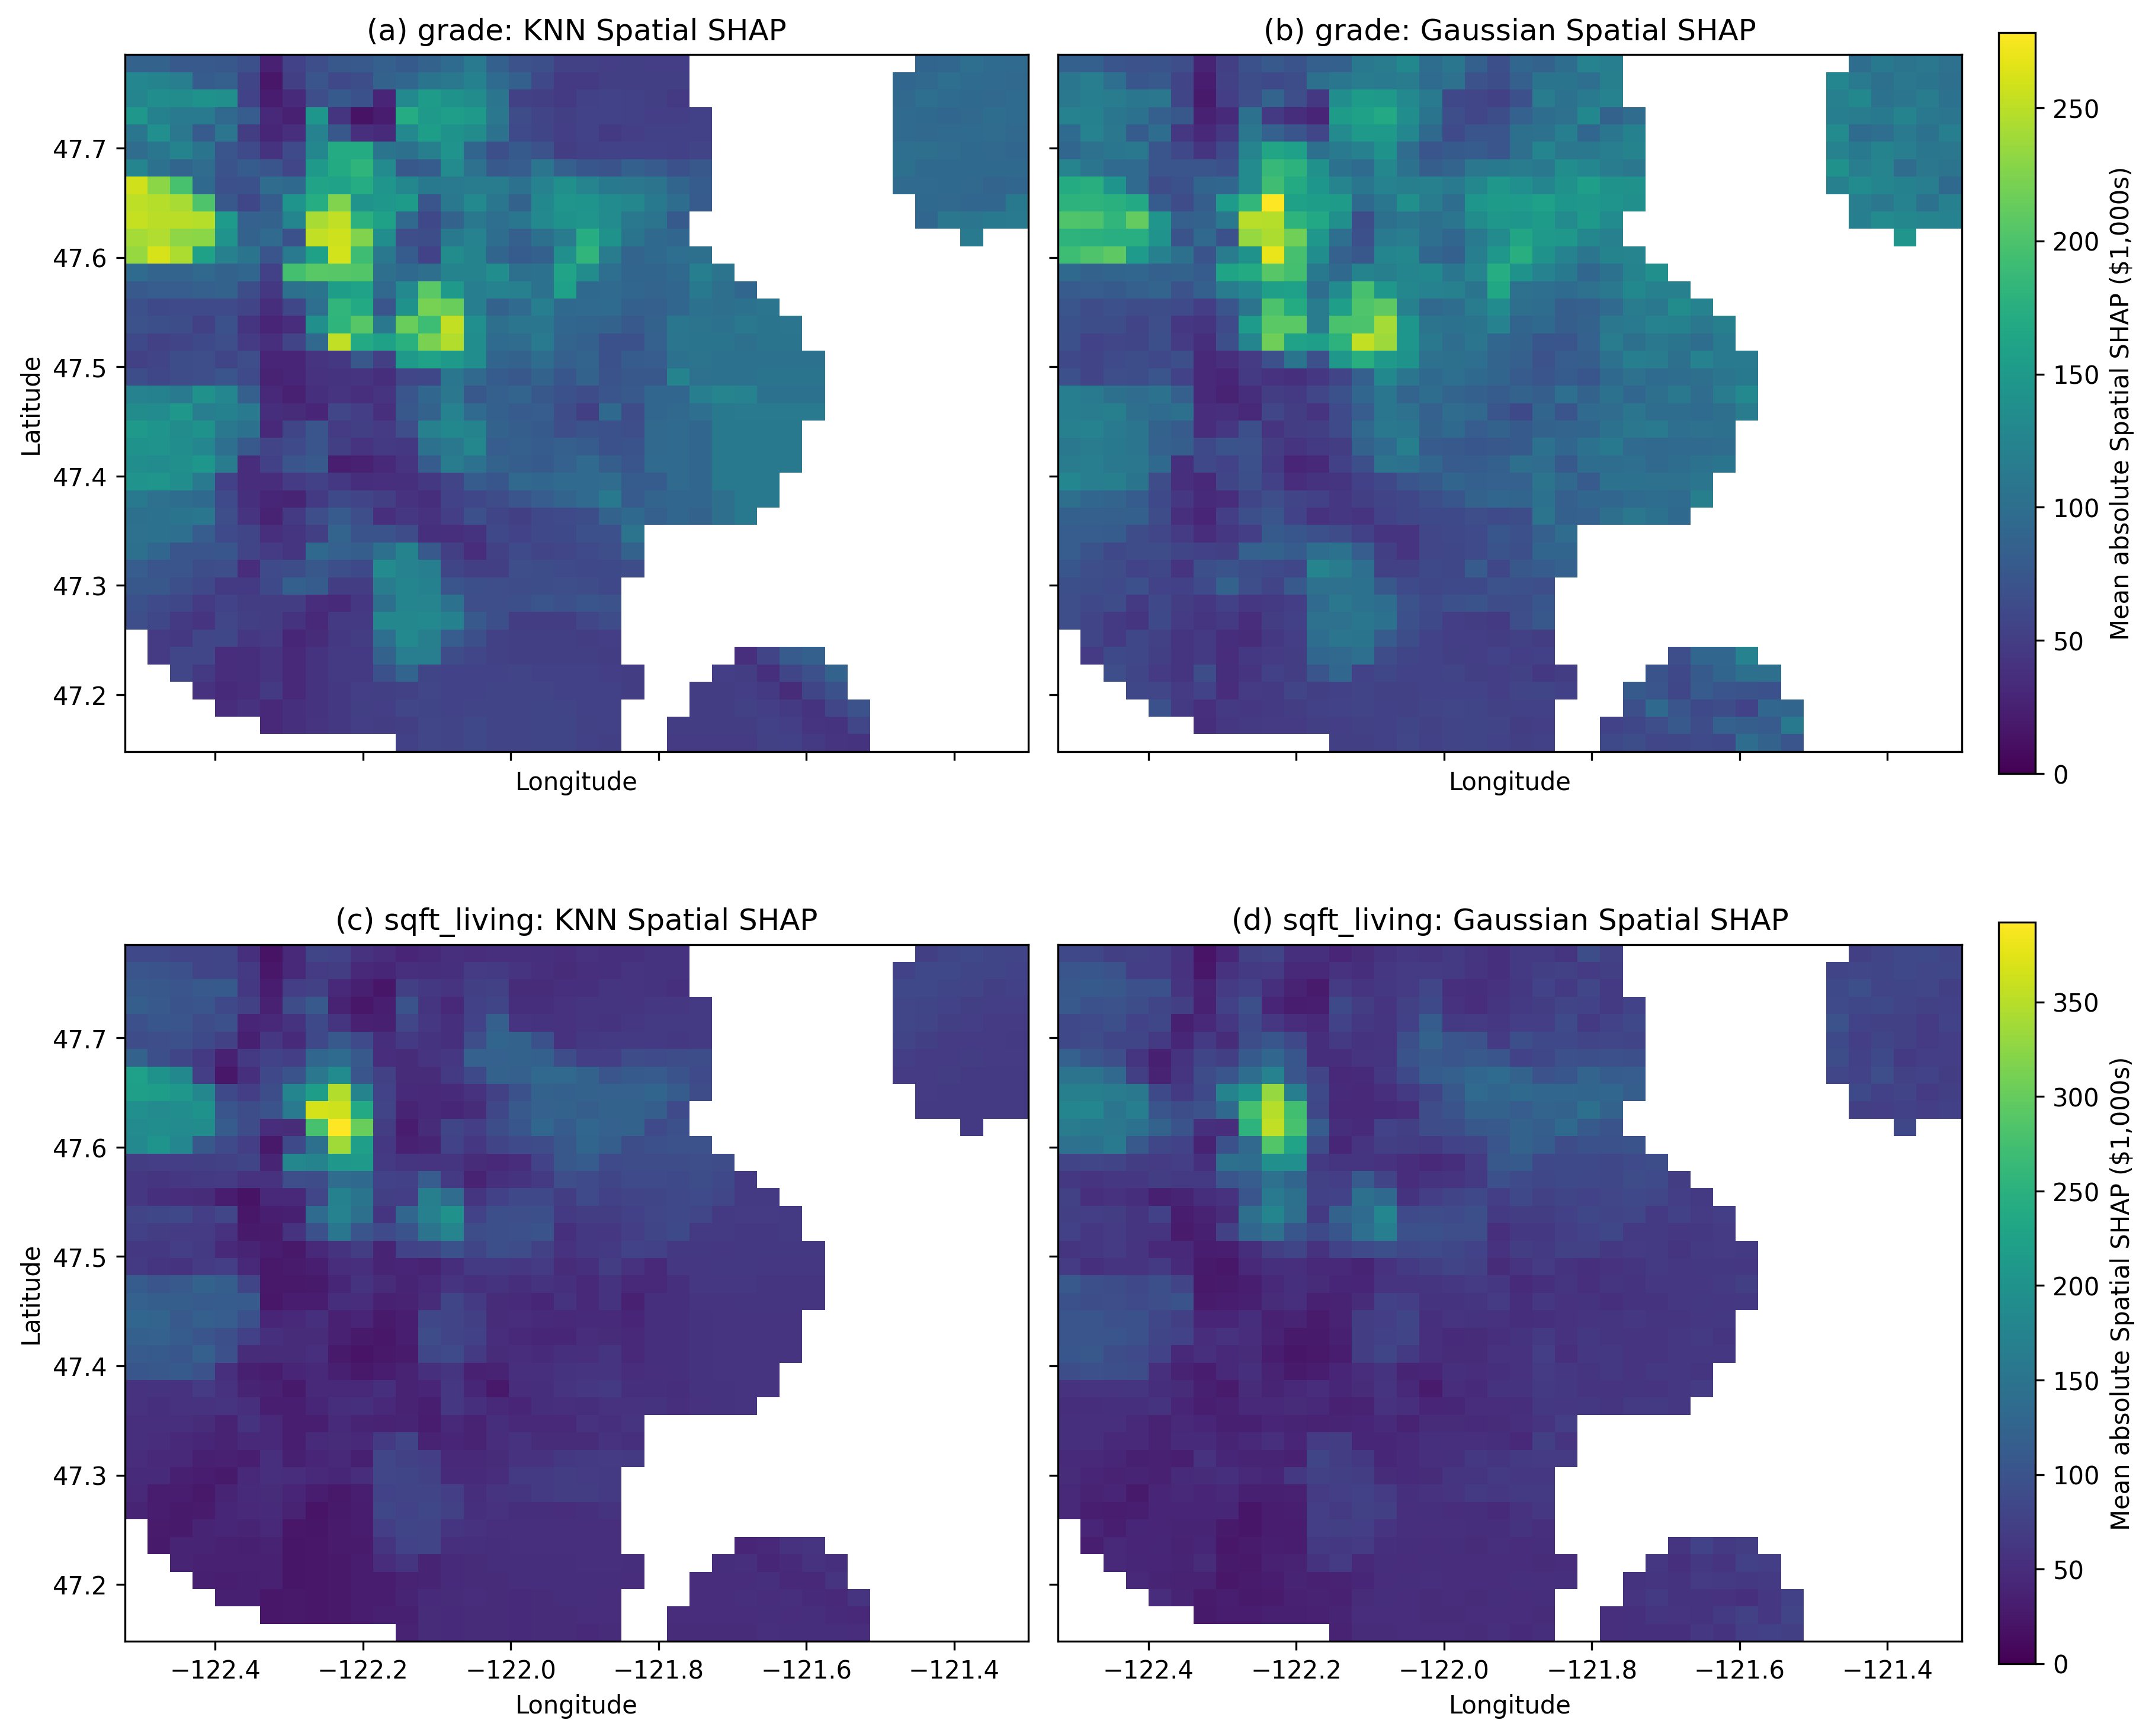 (a) grade: KNN Spatial SHAP
(b) grade: Gaussian Spatial SHAP
Latitude
47.7
47.6
47.5
47.4
47.3
47.2
Longitude
Longitude
250
200
150
100
50
0
Mean absolute Spatial SHAP ($1,000s)
(c) sqft_living: KNN Spatial SHAP
(d) sqft_living: Gaussian Spatial SHAP
Latitude
47.7
47.6
47.5
47.4
47.3
47.2
−122.4 −122.2 −122.0 −121.8 −121.6 −121.4
Longitude
−122.4 −122.2 −122.0 −121.8 −121.6 −121.4
Longitude
350
300
250
200
150
100
50
0
Mean absolute Spatial SHAP ($1,000s)